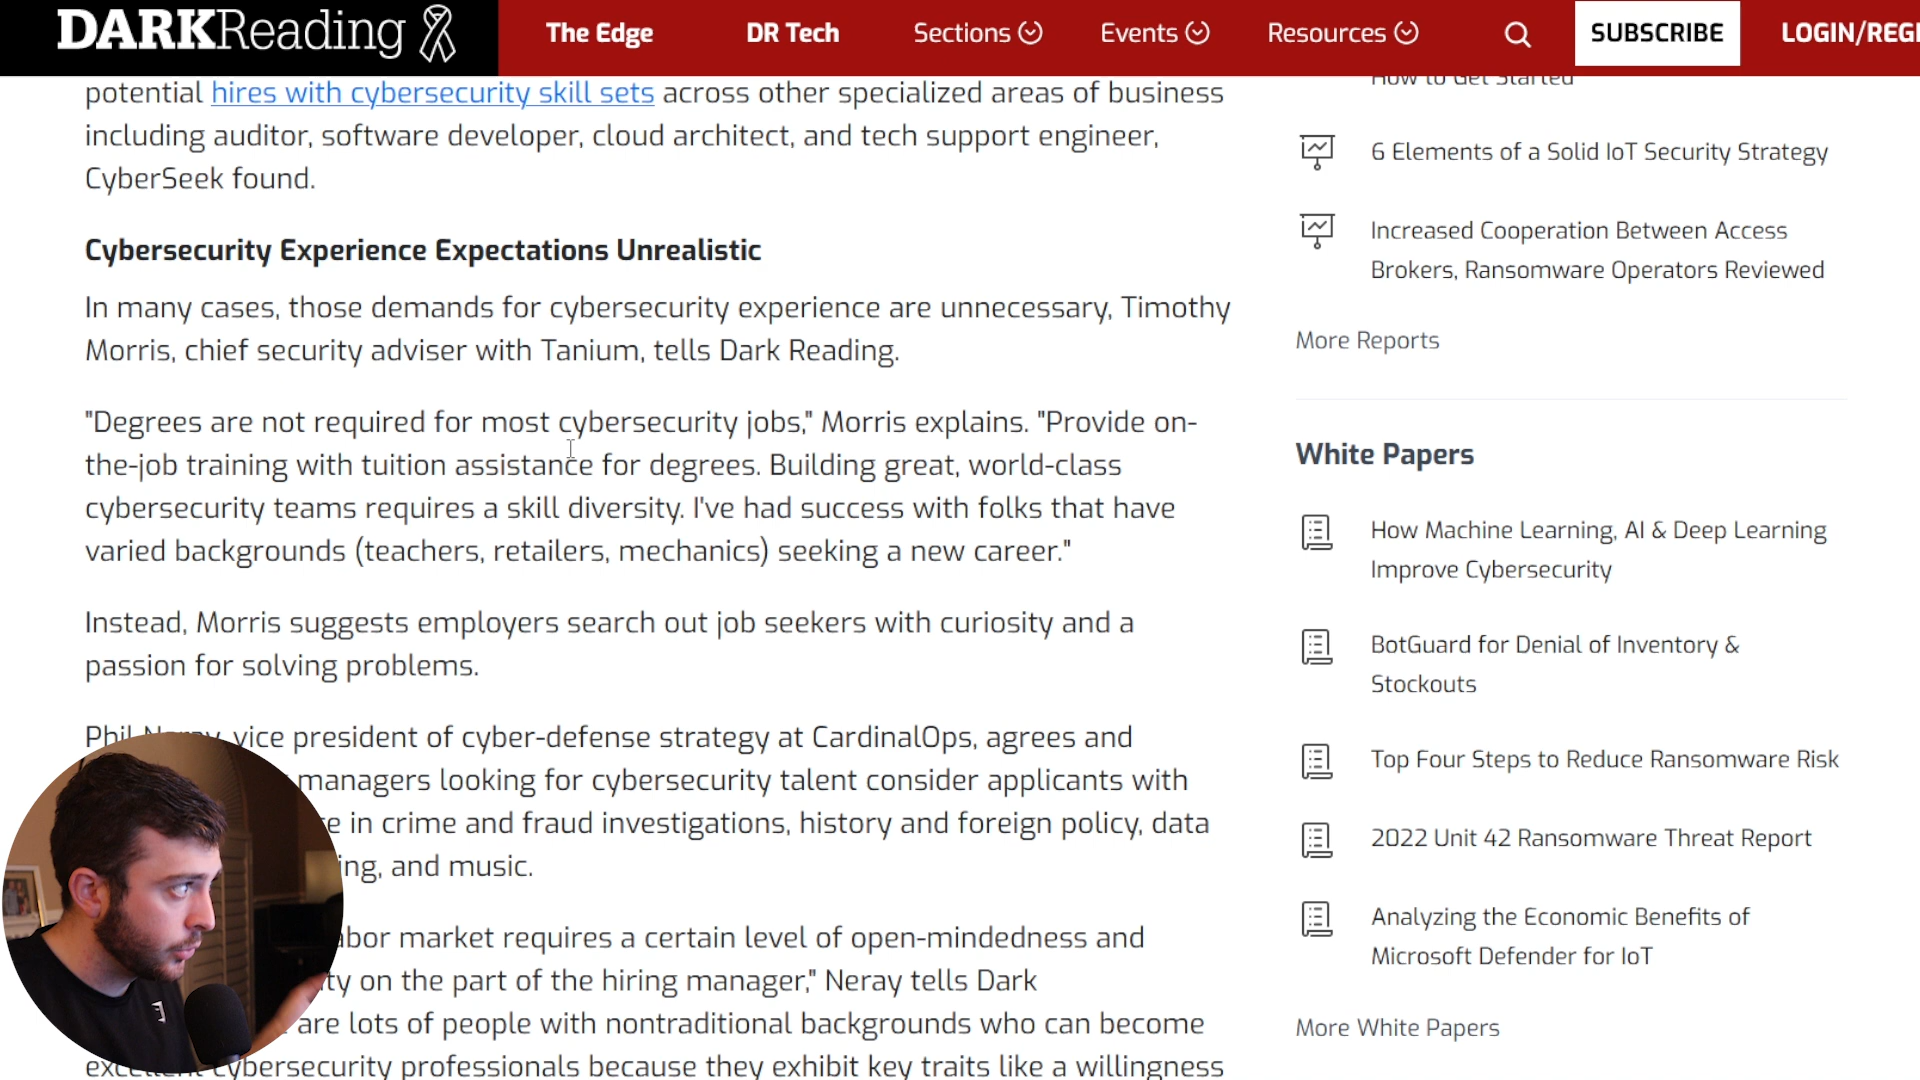 DARKReading
The Edge
DR Tech
Sections
Events
Resources
SUBSCRIBE
LOGIN/REGI
potential hires with cybersecurity skill sets across other specialized areas of business
including auditor, software developer, cloud architect, and tech support engineer,
CyberSeek found.
Cybersecurity Experience Expectations Unrealistic
In many cases, those demands for cybersecurity experience are unnecessary, Timothy
Morris, chief security adviser with Tanium, tells Dark Reading.
"Degrees are not required for most cybersecurity jobs," Morris explains. "Provide on-
the-job training with tuition assistance for degrees. Building great, world-class
cybersecurity teams requires a skill diversity. I've had success with folks that have
varied backgrounds (teachers, retailers, mechanics) seeking a new career."
Instead, Morris suggests employers search out job seekers with curiosity and a
passion for solving problems.
Phil Neray, vice president of cyber-defense strategy at CardinalOps, agrees and
managers looking for cybersecurity talent consider applicants with
e in crime and fraud investigations, history and foreign policy, data
ng, and music.
abor market requires a certain level of open-mindedness and
ty on the part of the hiring manager," Neray tells Dark
are lots of people with nontraditional backgrounds who can become
excellent cybersecurity professionals because they exhibit key traits like a willingness
How to Get Started
6 Elements of a Solid IoT Security Strategy
Increased Cooperation Between Access
Brokers, Ransomware Operators Reviewed
More Reports
White Papers
How Machine Learning, AI & Deep Learning
Improve Cybersecurity
BotGuard for Denial of Inventory &
Stockouts
Top Four Steps to Reduce Ransomware Risk
2022 Unit 42 Ransomware Threat Report
Analyzing the Economic Benefits of
Microsoft Defender for IoT
More White Papers